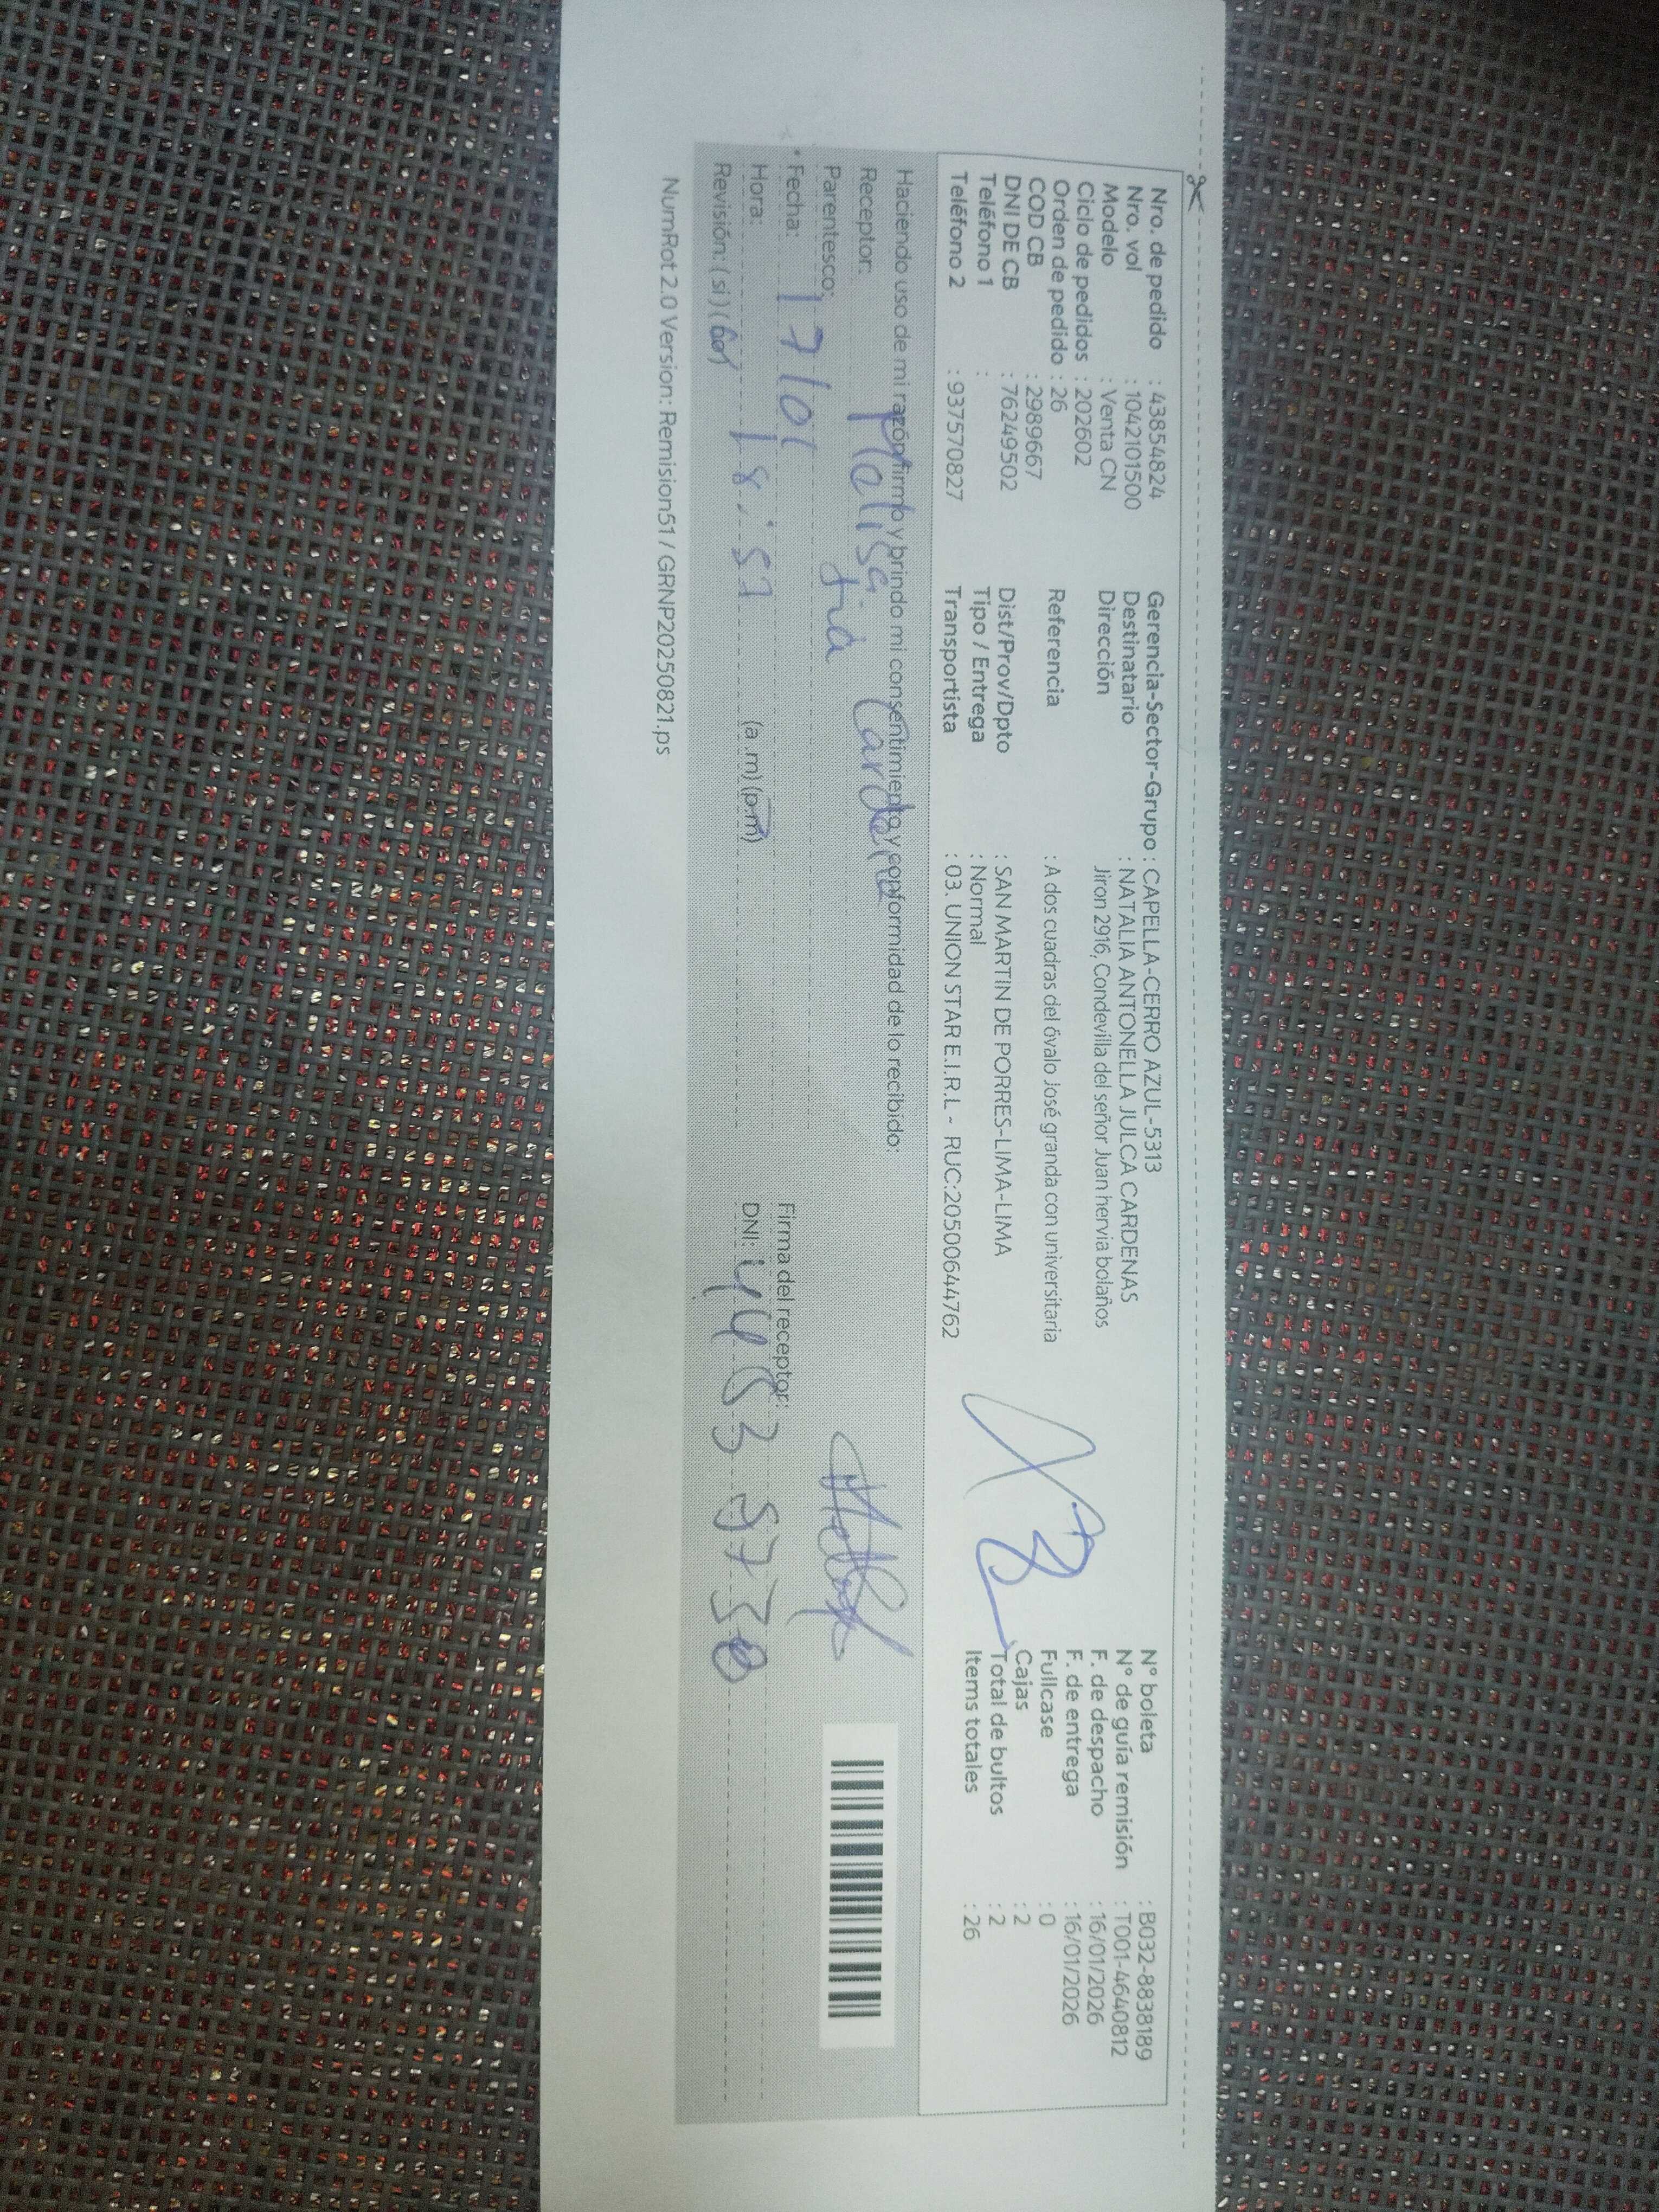 Nro. de pedido : 43854824
Nro. vol : 1042101500
Modelo : Venta CN
Ciclo de pedidos : 202602
Orden de pedido : 26
COD CB : 2989667
DNI DE CB : 76249502
Teléfono 1 :
Teléfono 2 : 937570827
Gerencia-Sector-Grupo : CAPELLA-CERRO AZUL-5313
Destinatario : NATALIA ANTONELLA JULCA CARDENAS
Dirección Jiron 2916, Condevilla del señor Juan hervia bolaños
Referencia : A dos cuadras del óvalo José granda con universitaria
Dist/Prov/Dpto : SAN MARTIN DE PORRES-LIMA-LIMA
Tipo / Entrega : Normal
Transportista : 03. UNION STAR E.I.R.L - RUC:20500644762
N° boleta : B032-8838189
N° de guía remisión : T001-4640812
F. de despacho : 16/01/2026
F. de entrega : 16/01/2026
Fullcase : 0
Cajas : 2
Total de bultos : 2
Items totales : 26
Haciendo uso de mi razón firmo y brindo mi consentimiento y conformidad de lo recibido:
Receptor:
Parentesco:
* Fecha: 17/01
Hora: 18:51 (a.m) (p.m)
Revisión: (si) (
Firma del receptor:
DNI:
NumRot 2.0 Version: Remision51 / GRNP20250821.ps